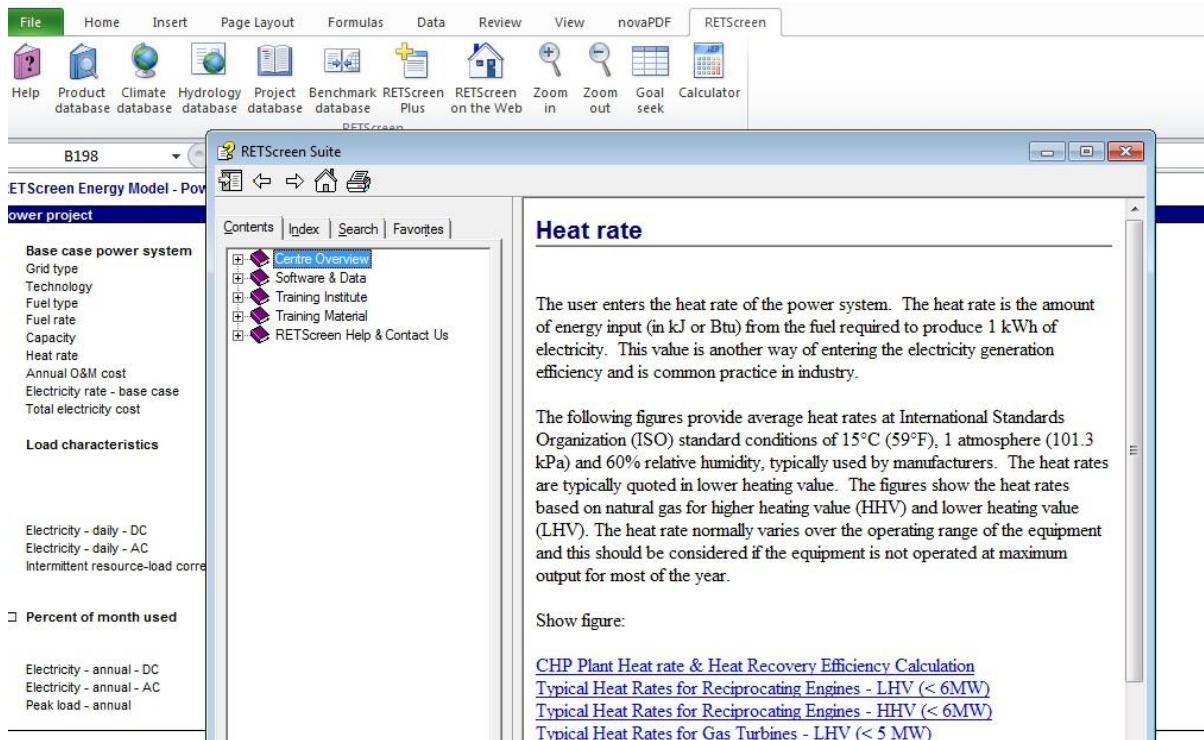 File Home Insert Page Layout Formulas Data Review View novaPDF RETScreen
Help Product database Climate database Hydrology database Project database Benchmark database RETScreen Plus RETScreen on the Web Zoom in Zoom out Goal seek Calculator
RETScreen
B198
RETScreen Suite
ETScreen Energy Model - Pow
ower project
Base case power system
Grid type
Technology
Fuel type
Fuel rate
Capacity
Heat rate
Annual O&M cost
Electricity rate - base case
Total electricity cost
Load characteristics
Electricity - daily - DC
Electricity - daily - AC
Intermittent resource-load corre
Percent of month used
Electricity - annual - DC
Electricity - annual - AC
Peak load - annual
Contents Index Search Favorites
Centre Overview
Software & Data
Training Institute
Training Material
RETScreen Help & Contact Us
Heat rate
The user enters the heat rate of the power system. The heat rate is the amount
of energy input (in kJ or Btu) from the fuel required to produce 1 kWh of
electricity. This value is another way of entering the electricity generation
efficiency and is common practice in industry.
The following figures provide average heat rates at International Standards
Organization (ISO) standard conditions of 15°C (59°F), 1 atmosphere (101.3
kPa) and 60% relative humidity, typically used by manufacturers. The heat rates
are typically quoted in lower heating value. The figures show the heat rates
based on natural gas for higher heating value (HHV) and lower heating value
(LHV). The heat rate normally varies over the operating range of the equipment
and this should be considered if the equipment is not operated at maximum
output for most of the year.
Show figure:
CHP Plant Heat rate & Heat Recovery Efficiency Calculation
Typical Heat Rates for Reciprocating Engines - LHV (< 6MW)
Typical Heat Rates for Reciprocating Engines - HHV (< 6MW)
Typical Heat Rates for Gas Turbines - LHV (< 5 MW)